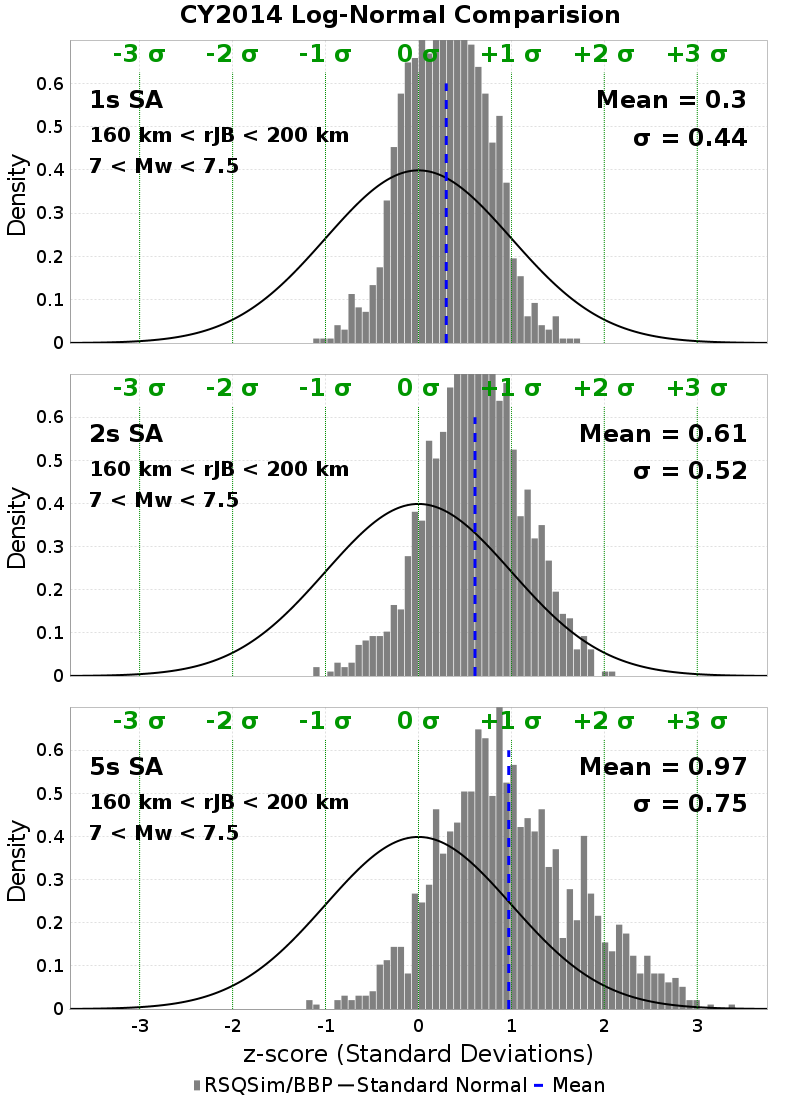 CY2014 Log-Normal Comparision
-3 σ -2 σ -1 σ 0 σ +1 σ +2 σ +3 σ
1s SA
Mean = 0.3
160 km < rJB < 200 km
σ = 0.44
7 < Mw < 7.5
Density
0.6
0.5
0.4
0.3
0.2
0.1
0
-3 σ -2 σ -1 σ 0 σ +1 σ +2 σ +3 σ
2s SA
Mean = 0.61
160 km < rJB < 200 km
σ = 0.52
7 < Mw < 7.5
Density
0.6
0.5
0.4
0.3
0.2
0.1
0
-3 σ -2 σ -1 σ 0 σ +1 σ +2 σ +3 σ
5s SA
Mean = 0.97
160 km < rJB < 200 km
σ = 0.75
7 < Mw < 7.5
Density
0.6
0.5
0.4
0.3
0.2
0.1
0
-3 -2 -1 0 1 2 3
z-score (Standard Deviations)
RSQSim/BBP Standard Normal Mean